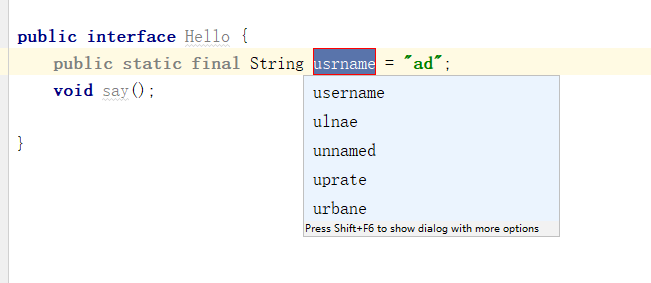 public interface Hello {
public static final String usrname = "ad";
void say();
}
username
ulnae
unnamed
uprate
urbane
Press Shift+F6 to show dialog with more options